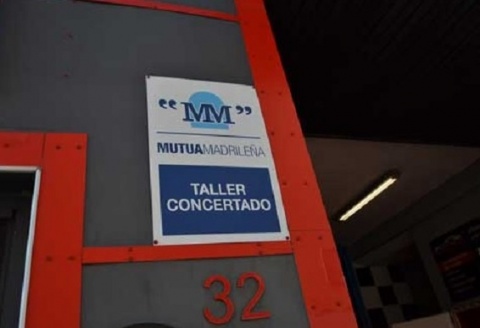 “MM”
MUTUAMADRILEÑA
TALLER
CONCERTADO
32